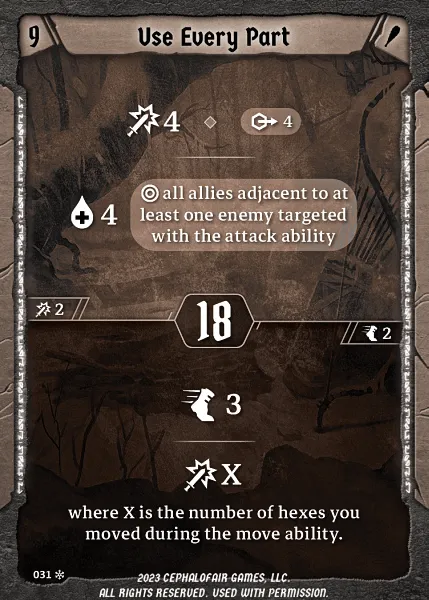 9
Use Every Part
4
4
4
all allies adjacent to at
least one enemy targeted
with the attack ability
2
18
2
3
X
where X is the number of hexes you
moved during the move ability.
031
2023 CEPHALOFAIR GAMES, LLC.
ALL RIGHTS RESERVED. USED WITH PERMISSION.